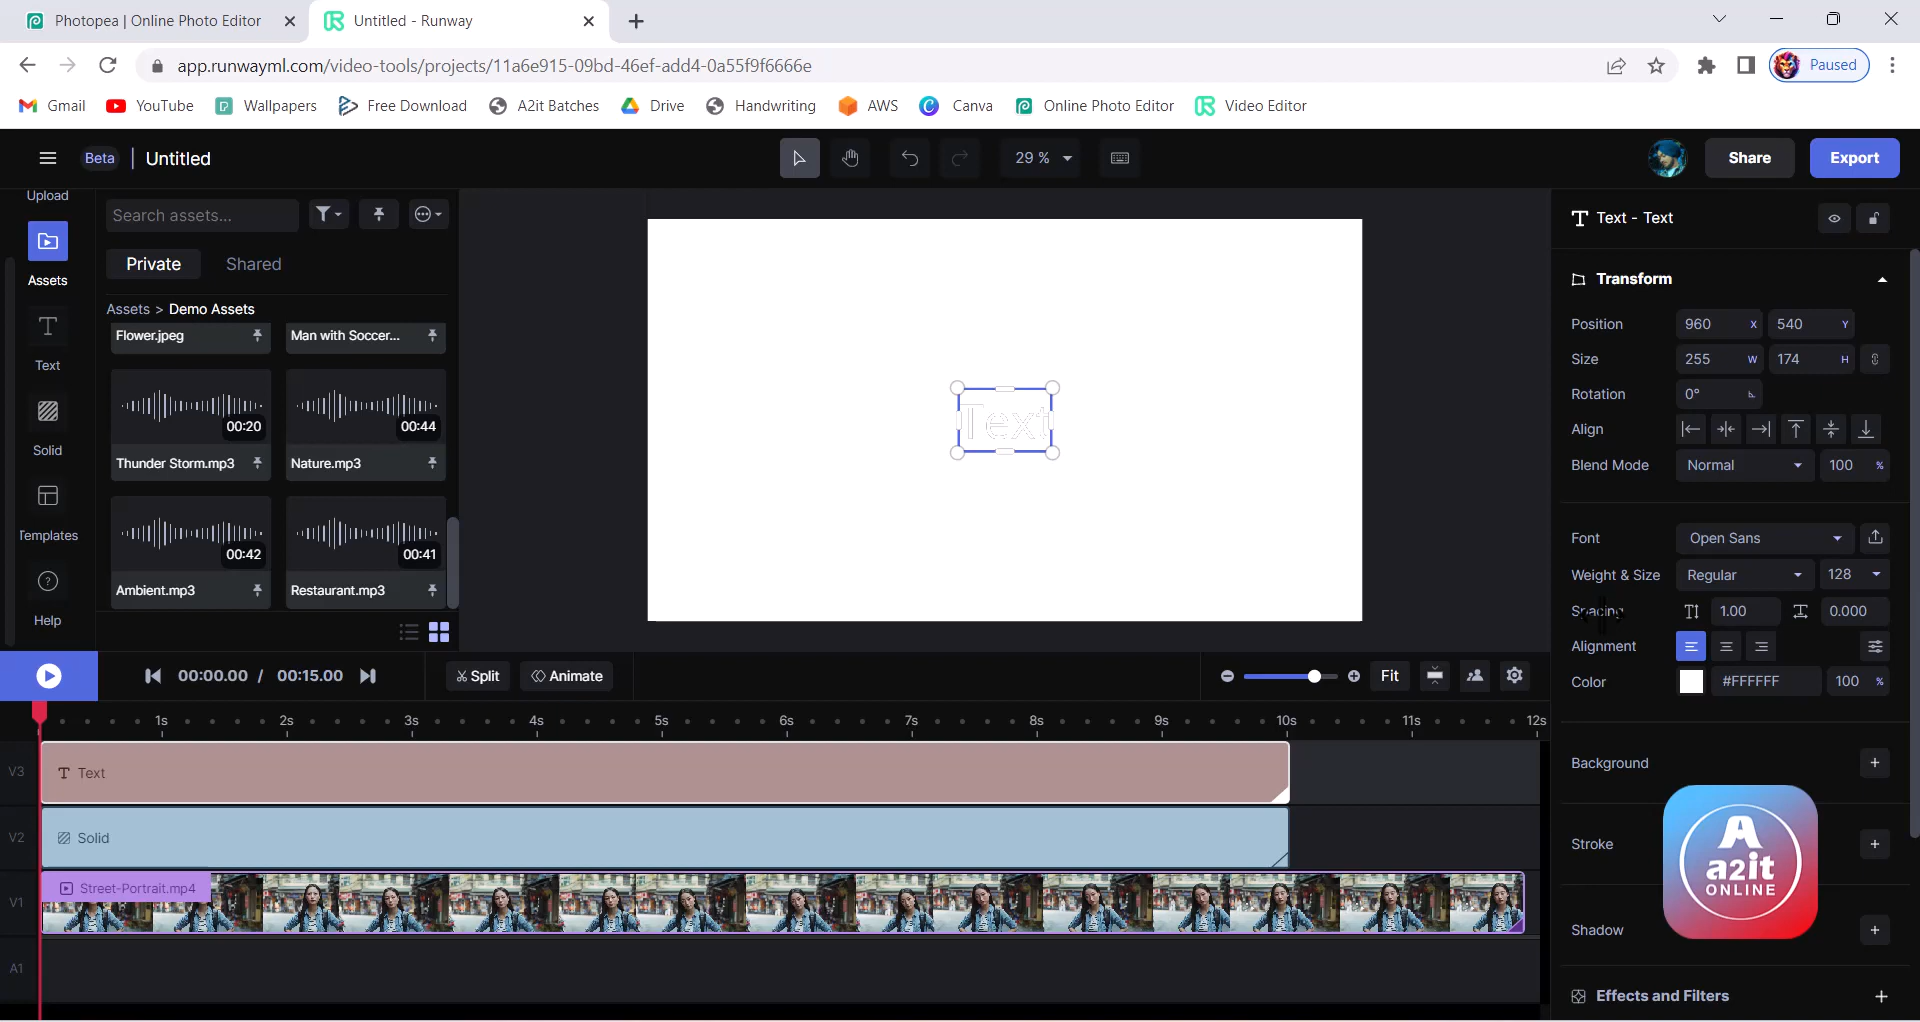 Photopea | Online Photo Editor
Untitled - Runway
app.runwayml.com/video-tools/projects/11a6e915-09bd-46ef-add4-0a55f9f6666e
Paused
Gmail
YouTube
Wallpapers
Free Download
A2it Batches
Drive
Handwriting
AWS
Canva
Online Photo Editor
Video Editor
Beta
Untitled
29 %
Share
Export
Upload
Assets
Text
Solid
Templates
Help
Search assets...
Private
Shared
Assets > Demo Assets
Flower.jpeg
Man with Soccer...
00:20
Thunder Storm.mp3
00:44
Nature.mp3
00:42
Ambient.mp3
00:41
Restaurant.mp3
Text
Text - Text
Transform
Position 960 X 540 Y
Size 255 W 174 H
Rotation 0°
Align
Blend Mode Normal 100 %
Font Open Sans
Weight & Size Regular 128
Spacing 1.00 0.000
Alignment
Color #FFFFFF 100 %
Background
Stroke
Shadow
Effects and Filters
A
a2it
ONLINE
00:00.00 / 00:15.00
Split
Animate
Fit
1s 2s 3s 4s 5s 6s 7s 8s 9s 10s 11s 12s
V3 Text
V2 Solid
V1 Street-Portrait.mp4
A1